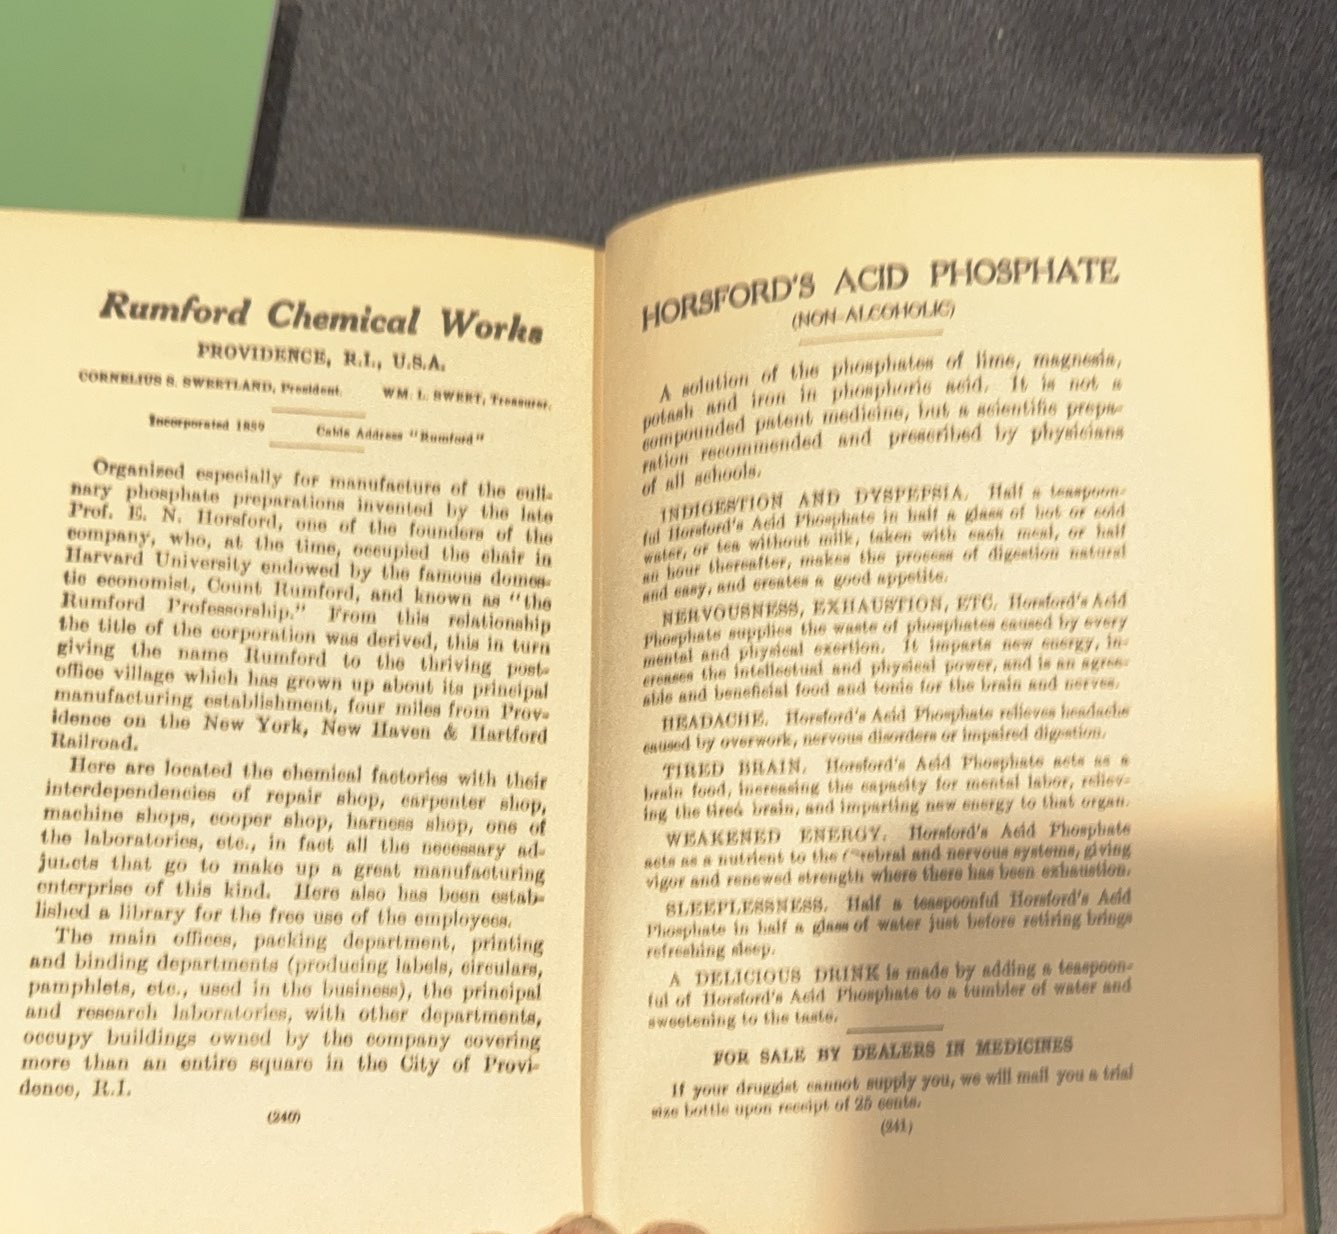 Rumford Chemical Works
PROVIDENCE, R.I., U.S.A.
CORNELIUS S. SWEETLAND, President. WM. L. SWEET, Treasurer.
Incorporated 1859 Cable Address "Rumford"
Organized especially for manufacture of the culi-
nary phosphate preparations invented by the late
Prof. E. N. Horsford, one of the founders of the
company, who, at the time, occupied the chair in
Harvard University endowed by the famous domes-
tic economist, Count Rumford, and known as "the
Rumford Professorship." From this relationship
the title of the corporation was derived, this in turn
giving the name Rumford to the thriving post-
office village which has grown up about its principal
manufacturing establishment, four miles from Prov-
idence on the New York, New Haven & Hartford
Railroad.
Here are located the chemical factories with their
interdependencies of repair shop, carpenter shop,
machine shops, cooper shop, harness shop, one of
the laboratories, etc., in fact all the necessary ad-
juncts that go to make up a great manufacturing
enterprise of this kind. Here also has been estab-
lished a library for the free use of the employees.
The main offices, packing department, printing
and binding departments (producing labels, circulars,
pamphlets, etc., used in the business), the principal
and research laboratories, with other departments,
occupy buildings owned by the company covering
more than an entire square in the City of Provi-
dence, R.I.
(240)
HORSFORD'S ACID PHOSPHATE
(NON-ALCOHOLIC)
A solution of the phosphates of lime, magnesia,
potash and iron in phosphoric acid. It is not a
compounded patent medicine, but a scientific prepa-
ration recommended and prescribed by physicians
of all schools.
INDIGESTION AND DYSPEPSIA. Half a teaspoon-
ful Horsford's Acid Phosphate in half a glass of hot or cold
water, or tea without milk, taken with each meal, or half
an hour thereafter, makes the process of digestion natural
and easy, and creates a good appetite.
NERVOUSNESS, EXHAUSTION, ETC. Horsford's Acid
Phosphate supplies the waste of phosphates caused by every
mental and physical exertion. It imparts new energy, in-
creases the intellectual and physical power, and is an agree-
able and beneficial food and tonic for the brain and nerves.
HEADACHE. Horsford's Acid Phosphate relieves headache
caused by overwork, nervous disorders or impaired digestion.
TIRED BRAIN. Horsford's Acid Phosphate acts as a
brain food, increasing the capacity for mental labor, reliev-
ing the tired brain, and imparting new energy to that organ.
WEAKENED ENERGY. Horsford's Acid Phosphate
acts as a nutrient to the cerebral and nervous systems, giving
vigor and renewed strength where there has been exhaustion.
SLEEPLESSNESS. Half a teaspoonful Horsford's Acid
Phosphate in half a glass of water just before retiring brings
refreshing sleep.
A DELICIOUS DRINK is made by adding a teaspoon-
ful of Horsford's Acid Phosphate to a tumbler of water and
sweetening to the taste.
FOR SALE BY DEALERS IN MEDICINES
If your druggist cannot supply you, we will mail you a trial
size bottle upon receipt of 25 cents.
(241)